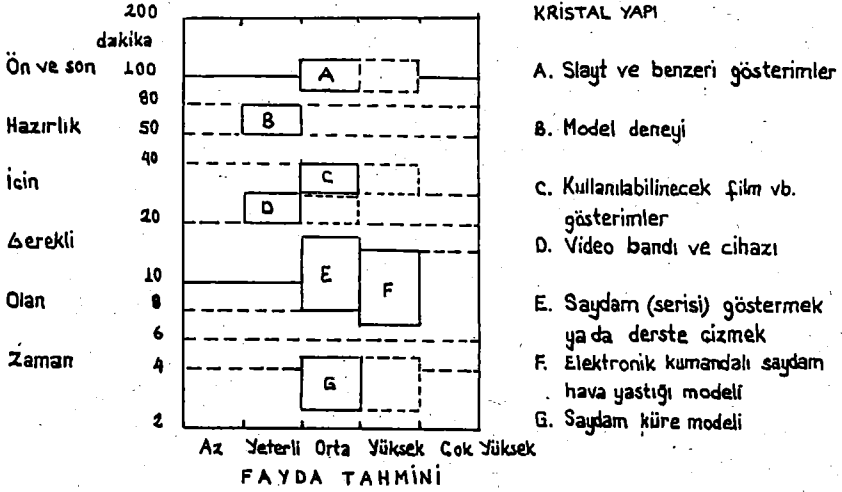 200
dakika
Ön ve son
100
80
Hazırlık
50
40
İçin
20
Gerekli
10
Olan
8
6
Zaman
4
2
A
B
C
D
E
F
G
Az Yeterli Orta Yüksek Çok Yüksek
FAYDA TAHMİNİ
KRİSTAL YAPI
A. Slayt ve benzeri gösterimler
B. Model deneyi
C. Kullanılabilinecek film vb.
gösterimler
D. Video bandı ve cihazı
E. Saydam (serisi) göstermek
ya da derste çizmek
F. Elektronik kumandalı saydam
hava yastığı modeli
G. Saydam küre modeli